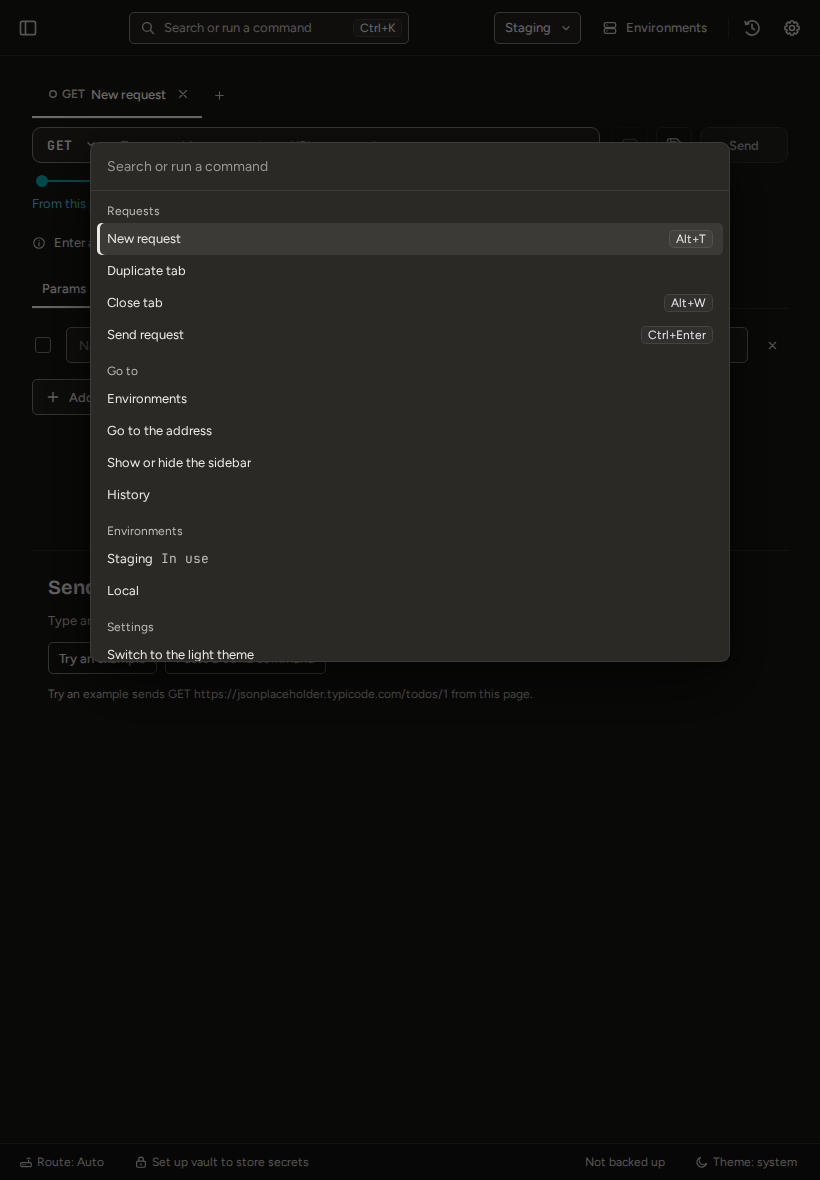 Search or run a command Ctrl+K Staging Environments
GET New request
GET Send
Search or run a command
From this
Requests
New request Alt+T
Enter
Duplicate tab
Params
Close tab Alt+W
Send request Ctrl+Enter
Go to
Environments
Go to the address
Show or hide the sidebar
History
Environments
Staging In use
Local
Settings
Switch to the light theme
Try an example
Try an example sends GET https://jsonplaceholder.typicode.com/todos/1 from this page.
Route: Auto Set up vault to store secrets Not backed up Theme: system